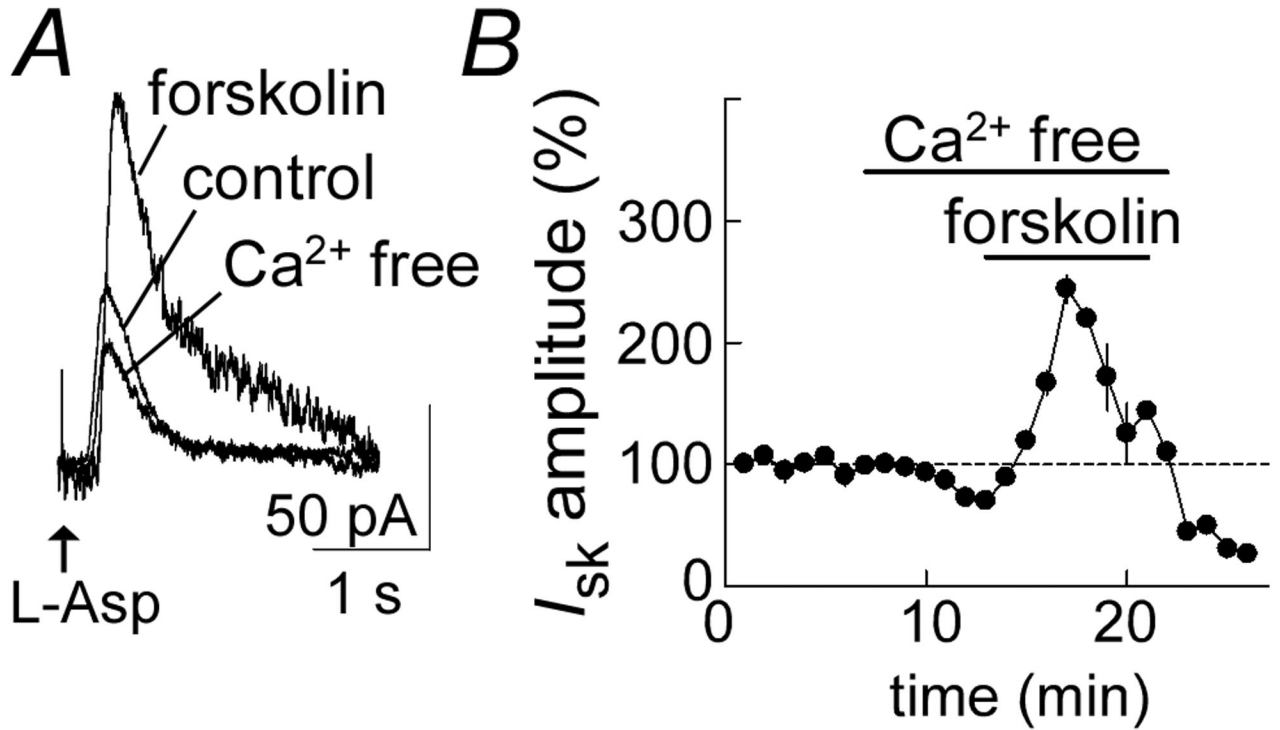 A
forskolin
control
Ca²⁺ free
50 pA
1 s
L-Asp
B
Isk amplitude (%)
300
200
100
0
Ca²⁺ free
forskolin
0 10 20
time (min)